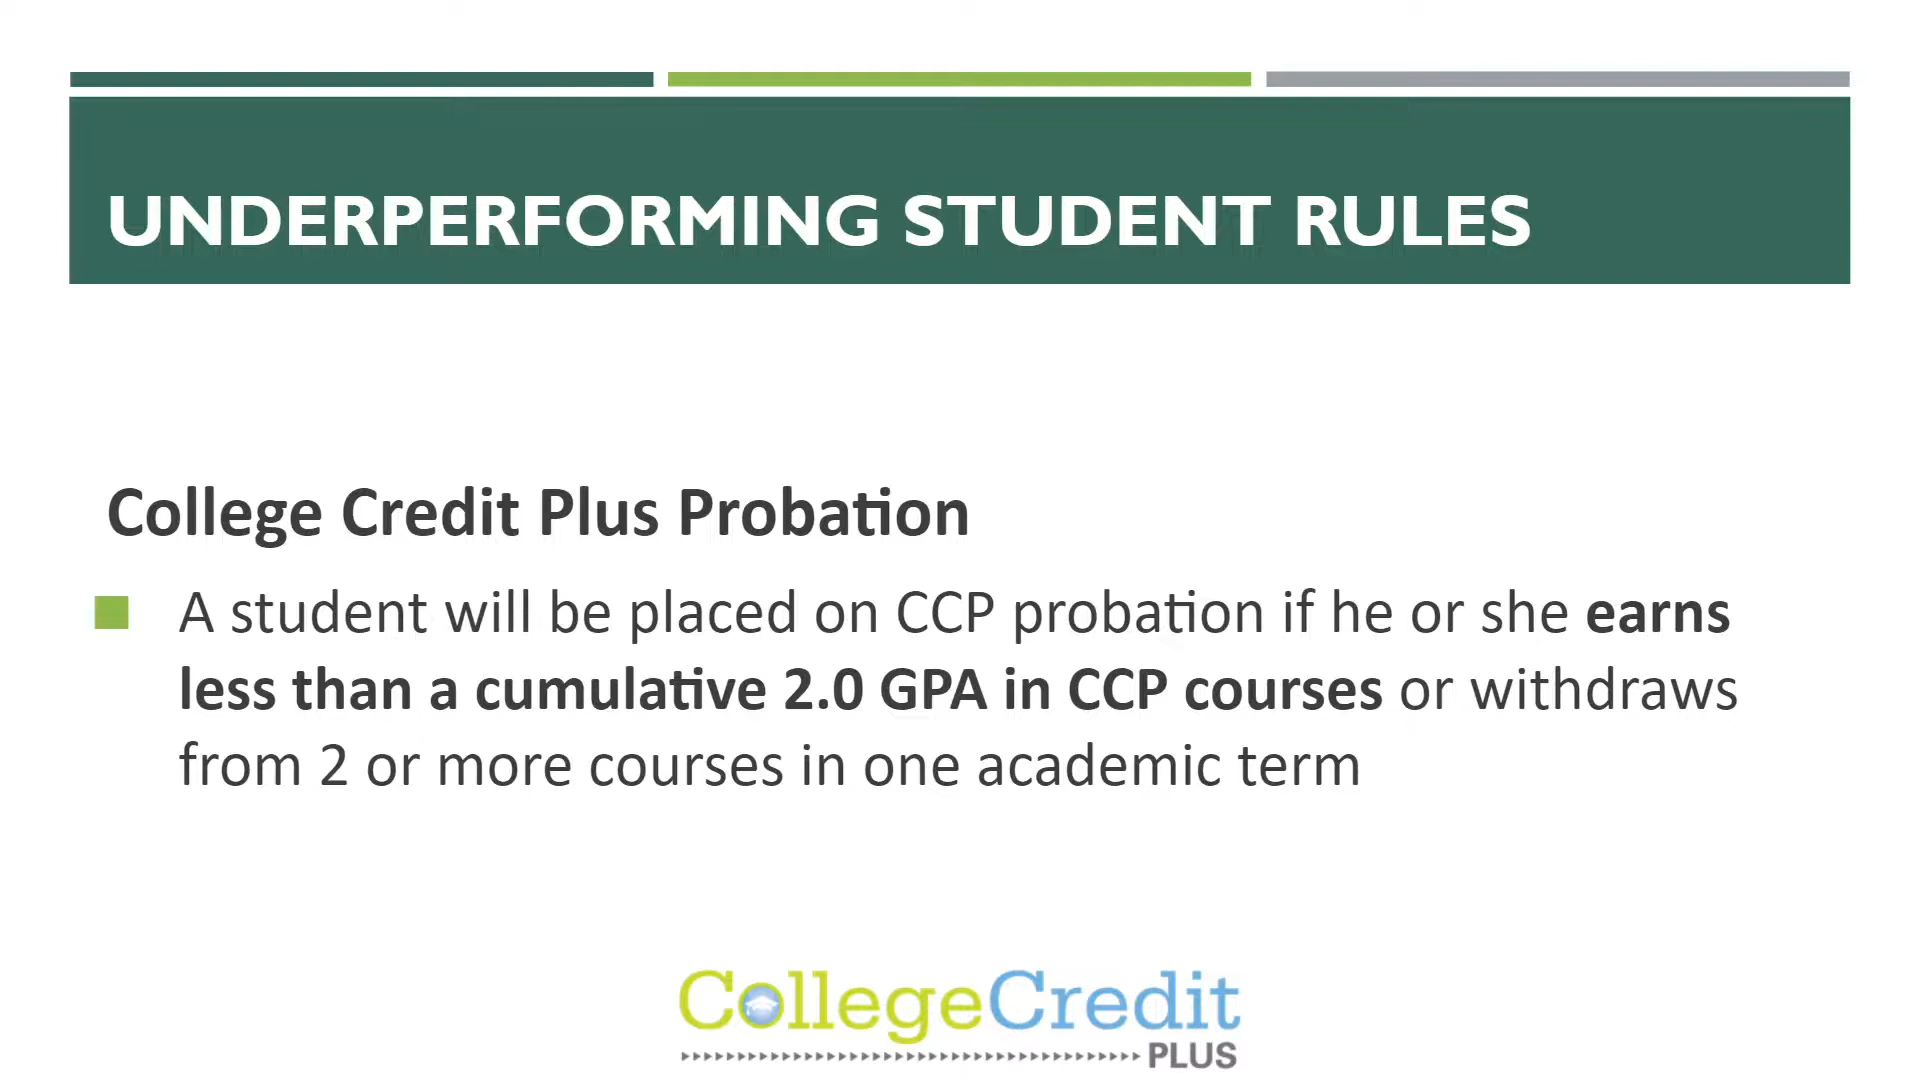 UNDERPERFORMING STUDENT RULES
College Credit Plus Probation
A student will be placed on CCP probation if he or she earns
less than a cumulative 2.0 GPA in CCP courses or withdraws
from 2 or more courses in one academic term
CollegeCredit
PLUS